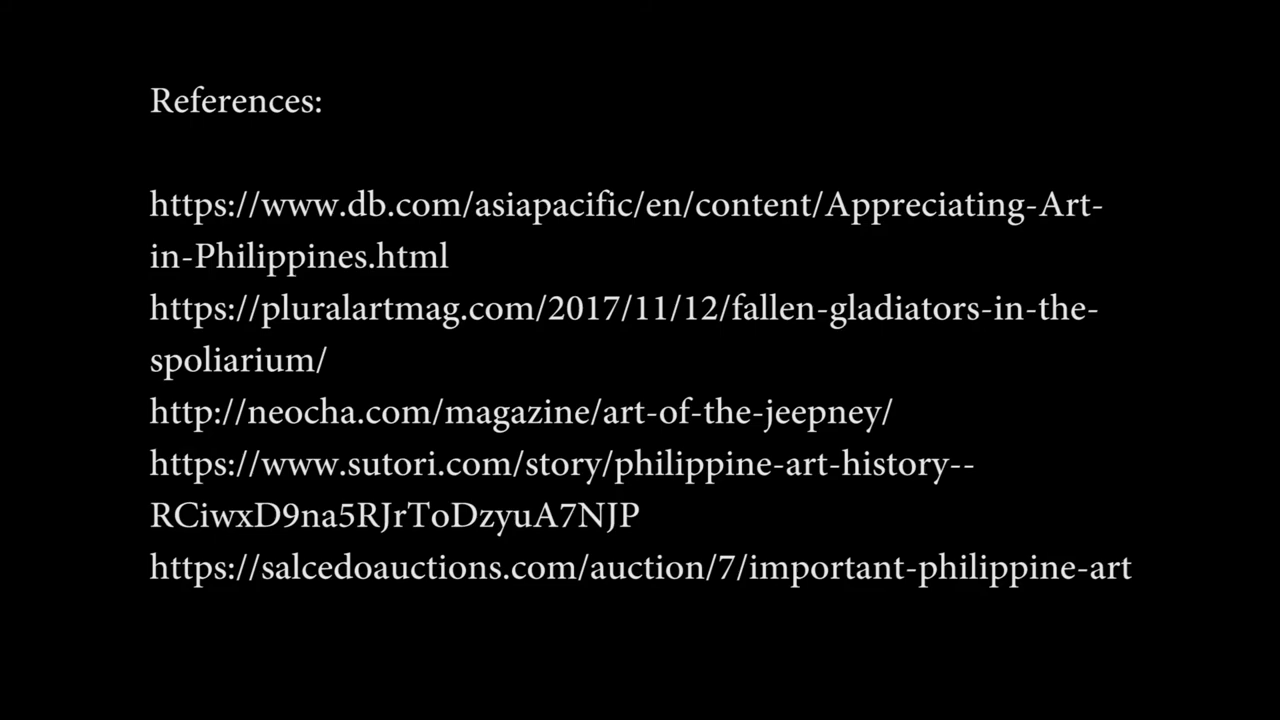 References:
https://www.db.com/asiapacific/en/content/Appreciating-Art-
in-Philippines.html
https://pluralartmag.com/2017/11/12/fallen-gladiators-in-the-
spoliarium/
http://neocha.com/magazine/art-of-the-jeepney/
https://www.sutori.com/story/philippine-art-history--
RCiwxD9na5RJrToDzyuA7NJP
https://salcedoauctions.com/auction/7/important-philippine-art